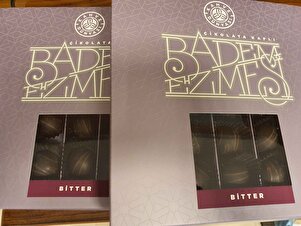 ÇİKOLATA KAPLI
BADEM
EZMESİ
BİTTER
ÇİKOLATA KAPLI
BADEM
EZMESİ
BİTTER